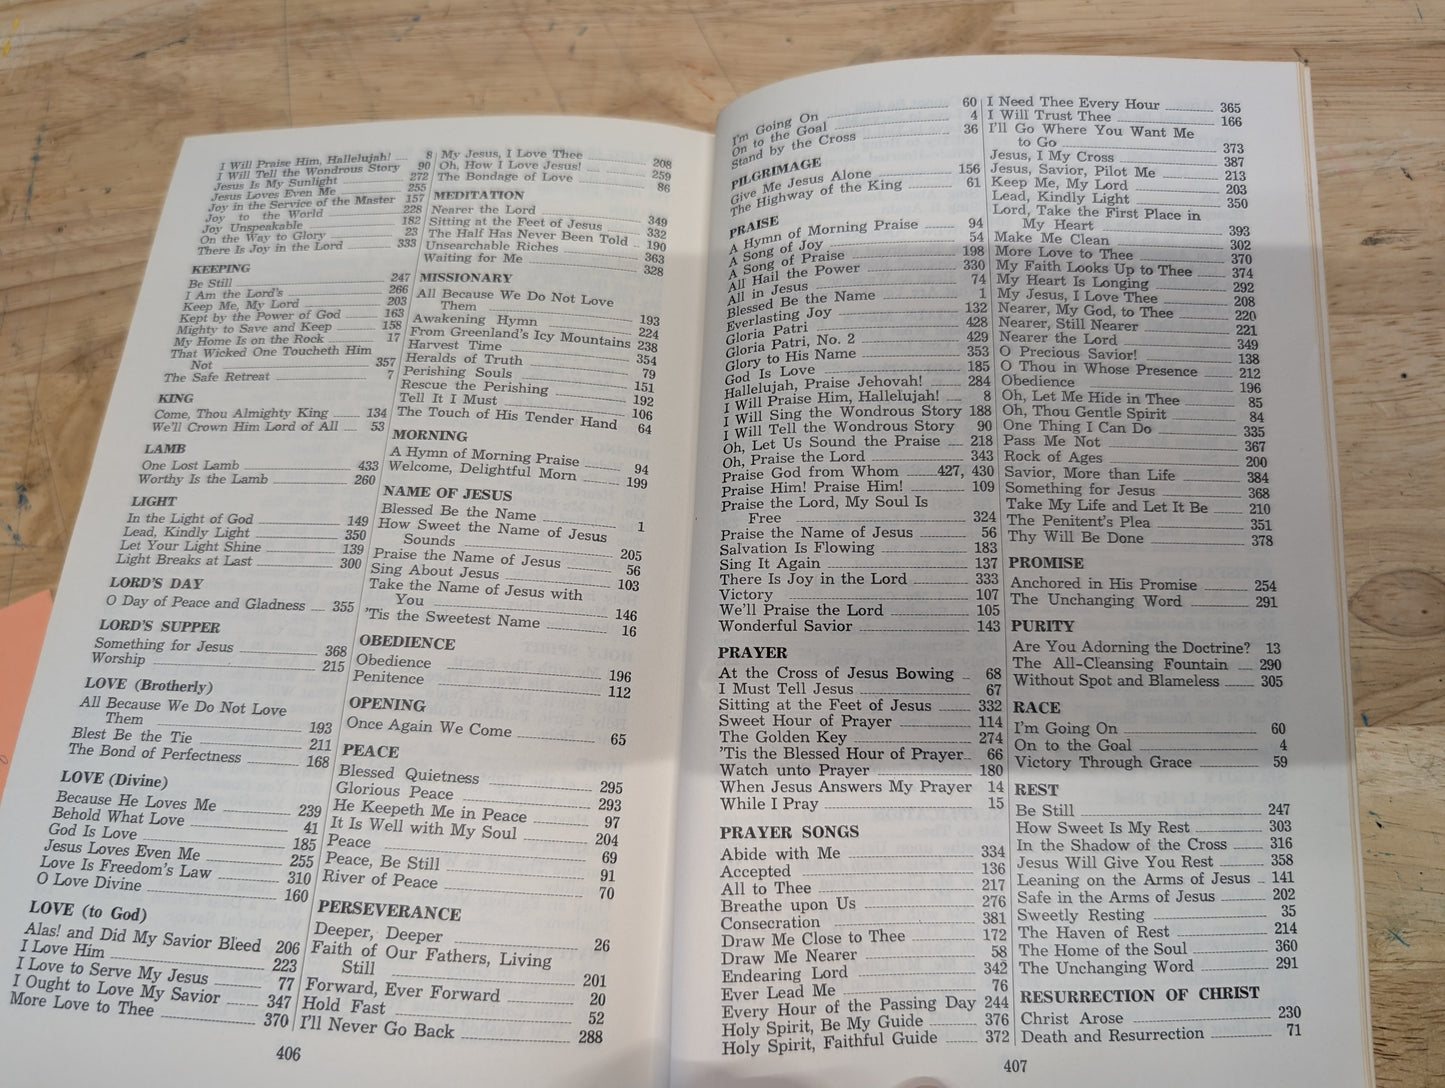 I Will Praise Him, Hallelujah! 8
I Will Tell the Wondrous Story 90
Jesus Is My Sunlight 272
Jesus Loves Even Me 255
Joy in the Service of the Master 157
Joy to the World 228
Joy Unspeakable 182
On the Way to Glory 23
There Is Joy in the Lord 333
KEEPING
Be Still 247
I Am the Lord's 266
Keep Me, My Lord 203
Kept by the Power of God 163
Mighty to Save and Keep 158
My Home Is on the Rock 17
That Wicked One Toucheth Him
Not 357
The Safe Retreat 7
KING
Come, Thou Almighty King 134
We'll Crown Him Lord of All 53
LAMB
One Lost Lamb 433
Worthy Is the Lamb 260
LIGHT
In the Light of God 149
Lead, Kindly Light 350
Let Your Light Shine 139
Light Breaks at Last 300
LORD'S DAY
O Day of Peace and Gladness 355
LORD'S SUPPER
Something for Jesus 368
Worship 215
LOVE (Brotherly)
All Because We Do Not Love
Them 193
Blest Be the Tie 211
The Bond of Perfectness 168
LOVE (Divine)
Because He Loves Me 239
Behold What Love 41
God Is Love 185
Jesus Loves Even Me 255
Love Is Freedom's Law 310
O Love Divine 160
LOVE (to God)
Alas! and Did My Savior Bleed 206
I Love Him 223
I Love to Serve My Jesus 77
I Ought to Love My Savior 347
More Love to Thee 370
My Jesus, I Love Thee 208
Oh, How I Love Jesus! 259
The Bondage of Love 86
MEDITATION
Nearer the Lord 349
Sitting at the Feet of Jesus 332
The Half Has Never Been Told 190
Unsearchable Riches 363
Waiting for Me 328
MISSIONARY
All Because We Do Not Love
Them 193
Awakening Hymn 224
From Greenland's Icy Mountains 238
Harvest Time 354
Heralds of Truth 79
Perishing Souls 151
Rescue the Perishing 192
Tell It I Must 106
The Touch of His Tender Hand 64
MORNING
A Hymn of Morning Praise 94
Welcome, Delightful Morn 199
NAME OF JESUS
Blessed Be the Name 1
How Sweet the Name of Jesus
Sounds 205
Praise the Name of Jesus 56
Sing About Jesus 103
Take the Name of Jesus with
You 146
'Tis the Sweetest Name 16
OBEDIENCE
Obedience 196
Penitence 112
OPENING
Once Again We Come 65
PEACE
Blessed Quietness 295
Glorious Peace 293
He Keepeth Me in Peace 97
It Is Well with My Soul 204
Peace 69
Peace, Be Still 91
River of Peace 70
PERSEVERANCE
Deeper, Deeper 26
Faith of Our Fathers, Living
Still 201
Forward, Ever Forward 20
Hold Fast 52
I'll Never Go Back 288
406
I'm Going On 60
On to the Goal 4
Stand by the Cross 36
PILGRIMAGE
Give Me Jesus Alone 156
The Highway of the King 61
PRAISE
A Hymn of Morning Praise 94
A Song of Joy 54
A Song of Praise 198
All Hail the Power 330
All in Jesus 74
Blessed Be the Name 1
Everlasting Joy 132
Gloria Patri 428
Gloria Patri, No. 2 429
Glory to His Name 353
God Is Love 185
Hallelujah, Praise Jehovah! 284
I Will Praise Him, Hallelujah! 8
I Will Sing the Wondrous Story 188
I Will Tell the Wondrous Story 90
Oh, Let Us Sound the Praise 218
Oh, Praise the Lord 343
Praise God from Whom 427, 430
Praise Him! Praise Him! 109
Praise the Lord, My Soul Is
Free 324
Praise the Name of Jesus 56
Salvation Is Flowing 183
Sing It Again 137
There Is Joy in the Lord 333
Victory 107
We'll Praise the Lord 105
Wonderful Savior 143
PRAYER
At the Cross of Jesus Bowing 68
I Must Tell Jesus 67
Sitting at the Feet of Jesus 332
Sweet Hour of Prayer 114
The Golden Key 274
'Tis the Blessed Hour of Prayer 66
Watch unto Prayer 180
When Jesus Answers My Prayer 14
While I Pray 15
PRAYER SONGS
Abide with Me 334
Accepted 136
All to Thee 217
Breathe upon Us 276
Consecration 381
Draw Me Close to Thee 172
Draw Me Nearer 58
Endearing Lord 342
Ever Lead Me 76
Every Hour of the Passing Day 244
Holy Spirit, Be My Guide 376
Holy Spirit, Faithful Guide 372
I Need Thee Every Hour 365
I Will Trust Thee 166
I'll Go Where You Want Me
to Go 373
Jesus, I My Cross 387
Jesus, Savior, Pilot Me 213
Keep Me, My Lord 203
Lead, Kindly Light 350
Lord, Take the First Place in
My Heart 393
Make Me Clean 302
More Love to Thee 370
My Faith Looks Up to Thee 374
My Heart Is Longing 292
My Jesus, I Love Thee 208
Nearer, My God, to Thee 220
Nearer, Still Nearer 221
Nearer the Lord 349
O Precious Savior! 138
O Thou in Whose Presence 212
Obedience 196
Oh, Let Me Hide in Thee 85
Oh, Thou Gentle Spirit 84
One Thing I Can Do 335
Pass Me Not 367
Rock of Ages 200
Savior, More than Life 384
Something for Jesus 368
Take My Life and Let It Be 210
The Penitent's Plea 351
Thy Will Be Done 378
PROMISE
Anchored in His Promise 254
The Unchanging Word 291
PURITY
Are You Adorning the Doctrine? 13
The All-Cleansing Fountain 290
Without Spot and Blameless 305
RACE
I'm Going On 60
On to the Goal 4
Victory Through Grace 59
REST
Be Still 247
How Sweet Is My Rest 303
In the Shadow of the Cross 316
Jesus Will Give You Rest 358
Leaning on the Arms of Jesus 141
Safe in the Arms of Jesus 202
Sweetly Resting 35
The Haven of Rest 214
The Home of the Soul 360
The Unchanging Word 291
RESURRECTION OF CHRIST
Christ Arose 230
Death and Resurrection 71
407